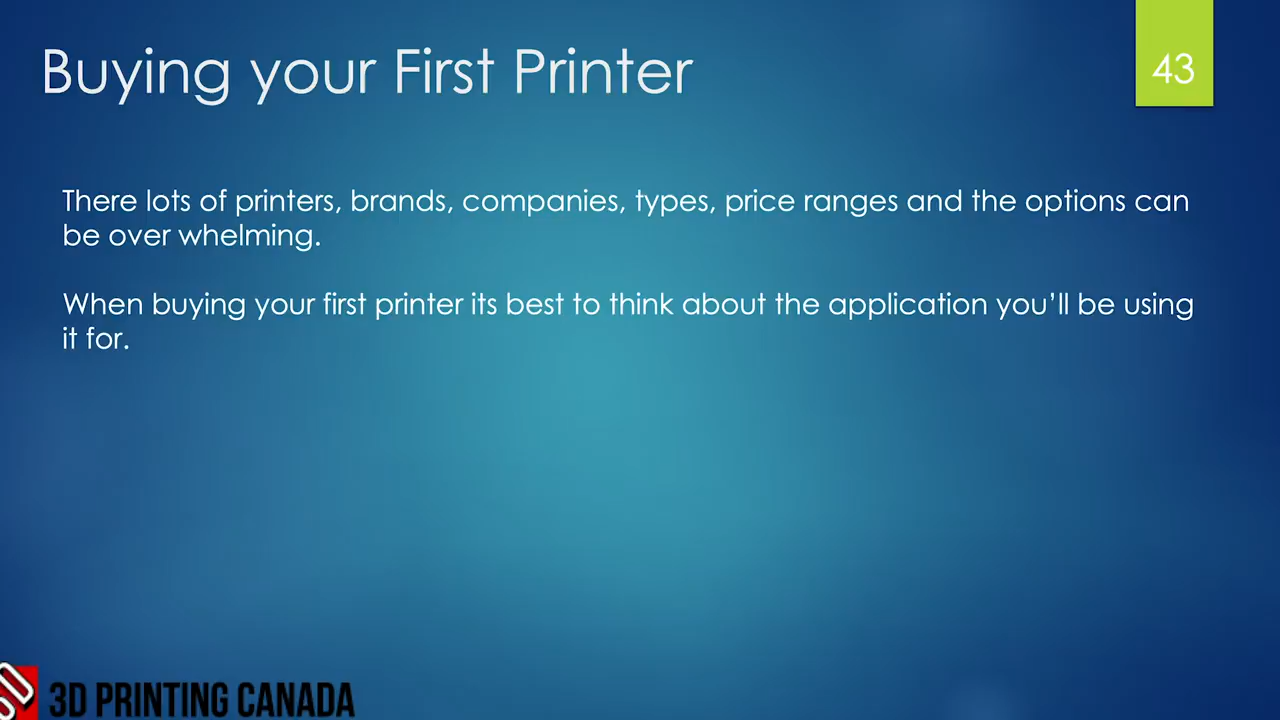 Buying your First Printer
43
There lots of printers, brands, companies, types, price ranges and the options can
be over whelming.
When buying your first printer its best to think about the application you’ll be using
it for.
3D PRINTING CANADA